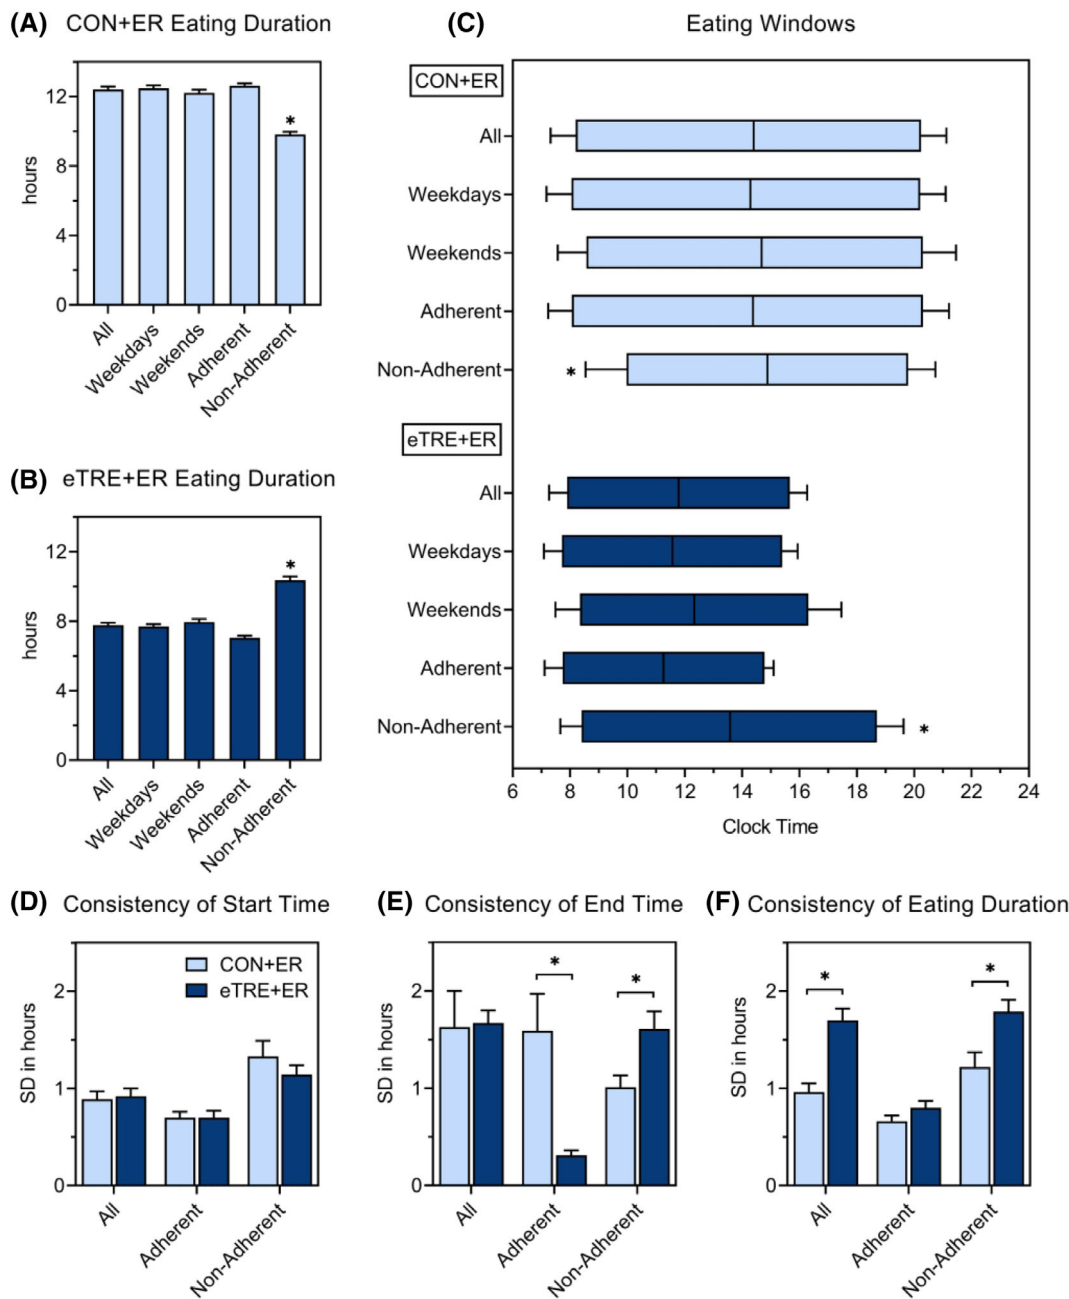 (A) CON+ER Eating Duration
hours
12
8
4
0
*
All
Weekdays
Weekends
Adherent
Non-Adherent
(B) eTRE+ER Eating Duration
hours
12
8
4
0
*
All
Weekdays
Weekends
Adherent
Non-Adherent
(C) Eating Windows
CON+ER
All
Weekdays
Weekends
Adherent
Non-Adherent *
eTRE+ER
All
Weekdays
Weekends
Adherent
Non-Adherent *
6 8 10 12 14 16 18 20 22 24
Clock Time
(D) Consistency of Start Time
SD in hours
2
1
0
CON+ER
eTRE+ER
All
Adherent
Non-Adherent
(E) Consistency of End Time
SD in hours
2
1
0
* *
All
Adherent
Non-Adherent
(F) Consistency of Eating Duration
SD in hours
2
1
0
* *
All
Adherent
Non-Adherent